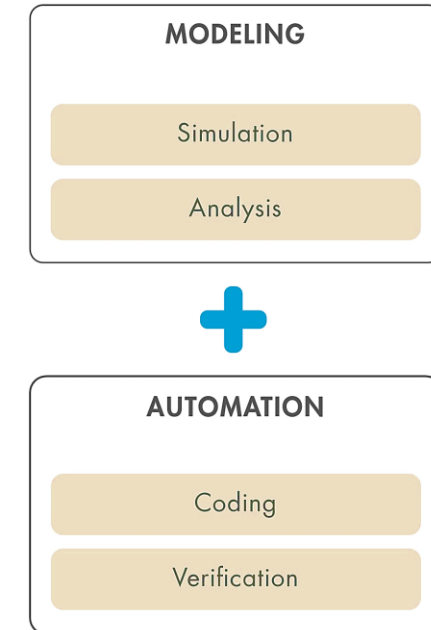 MODELING
Simulation
Analysis
AUTOMATION
Coding
Verification